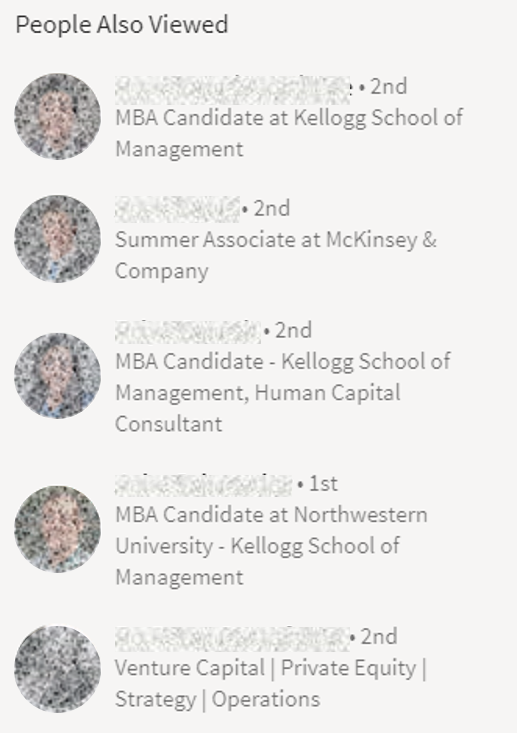 People Also Viewed
• 2nd
MBA Candidate at Kellogg School of
Management
• 2nd
Summer Associate at McKinsey &
Company
• 2nd
MBA Candidate - Kellogg School of
Management, Human Capital
Consultant
• 1st
MBA Candidate at Northwestern
University - Kellogg School of
Management
• 2nd
Venture Capital | Private Equity |
Strategy | Operations